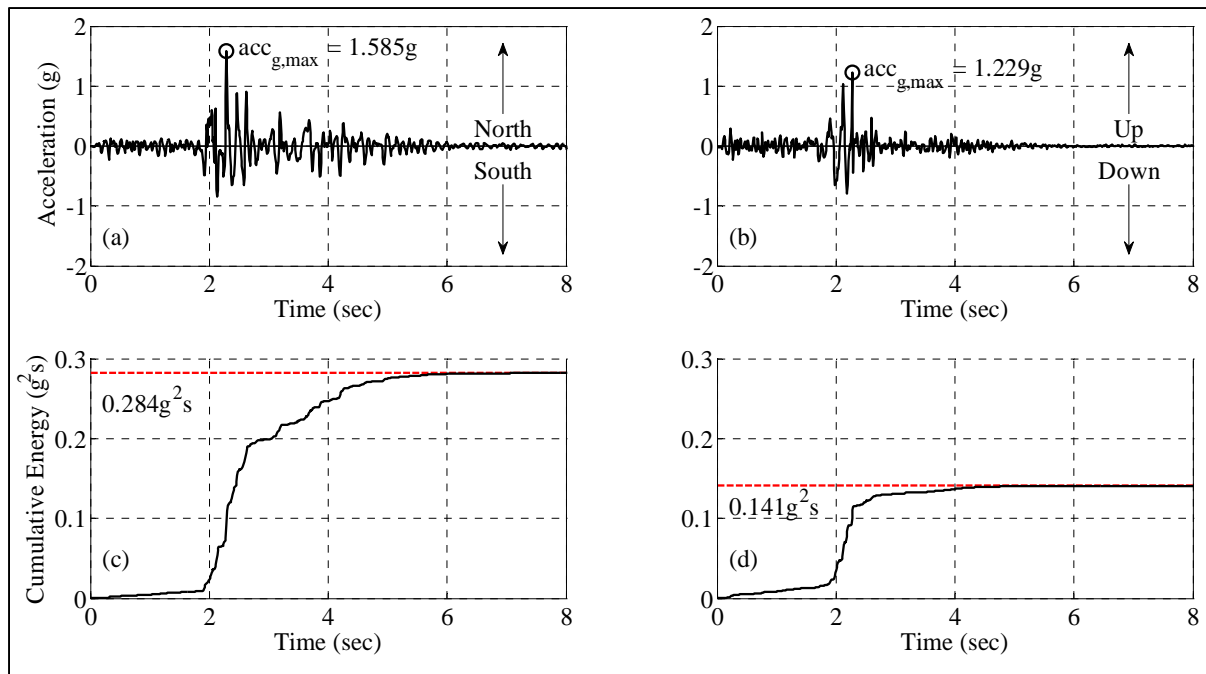 2
acc_g,max = 1.585g
1
North
0
South
-1
(a)
-2
0 2 4 6 8
Time (sec)
Acceleration (g)
2
acc_g,max = 1.229g
1
Up
0
Down
-1
(b)
-2
0 2 4 6 8
Time (sec)
0.3
0.284g²s
0.2
0.1
(c)
0
0 2 4 6 8
Time (sec)
Cumulative Energy (g²s)
0.3
0.2
0.141g²s
0.1
(d)
0
0 2 4 6 8
Time (sec)